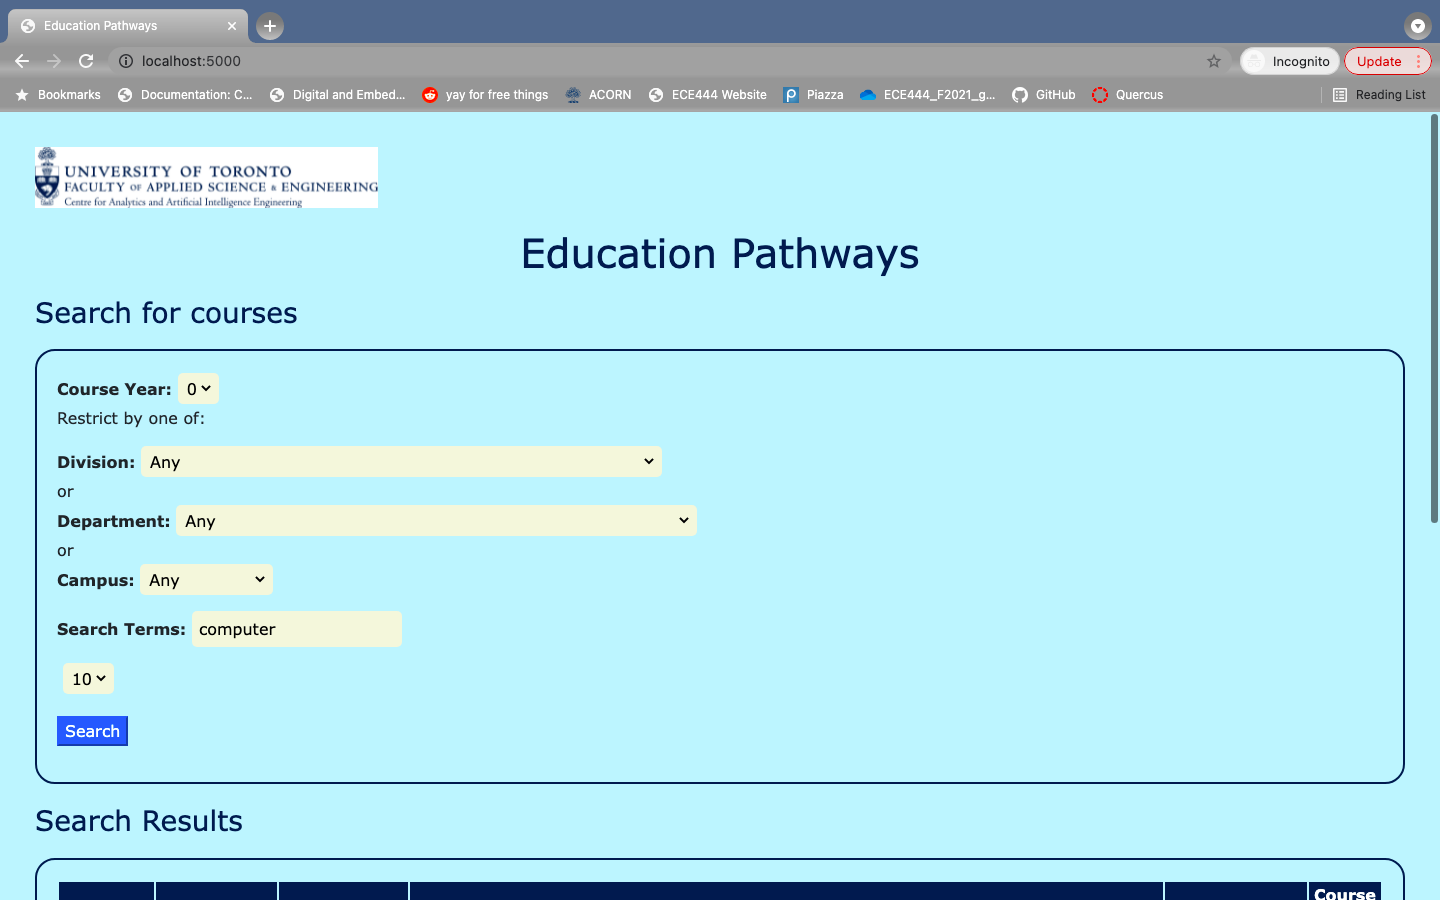 Education Pathways
localhost:5000
Incognito
Update
Bookmarks
Documentation: C...
Digital and Embed...
yay for free things
ACORN
ECE444 Website
Piazza
ECE444_F2021_g...
GitHub
Quercus
Reading List
UNIVERSITY OF TORONTO
FACULTY OF APPLIED SCIENCE & ENGINEERING
Centre for Analytics and Artificial Intelligence Engineering
Education Pathways
Search for courses
Course Year: 0
Restrict by one of:
Division: Any
or
Department: Any
or
Campus: Any
Search Terms: computer
10
Search
Search Results
Course